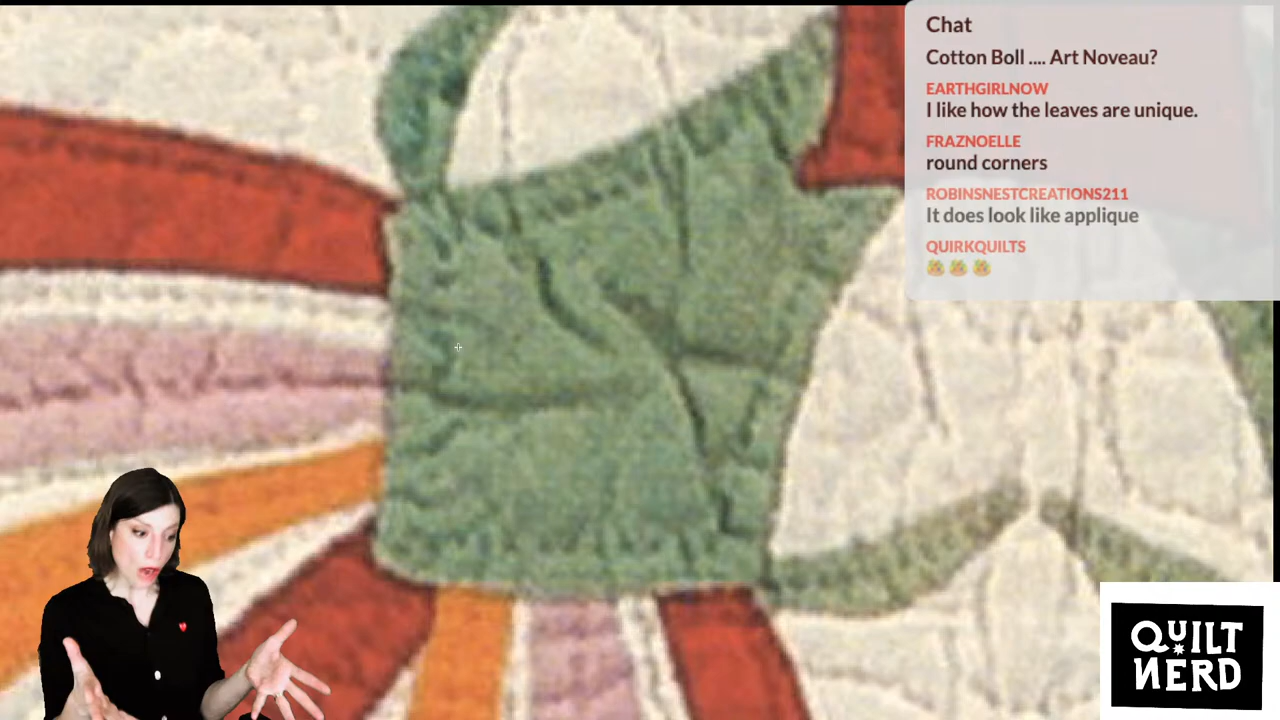 Chat
Cotton Boll .... Art Noveau?
EARTHGIRLNOW
I like how the leaves are unique.
FRAZNOELLE
round corners
ROBINSNESTCREATIONS211
It does look like applique
QUIRKQUILTS
QUILT
NERD